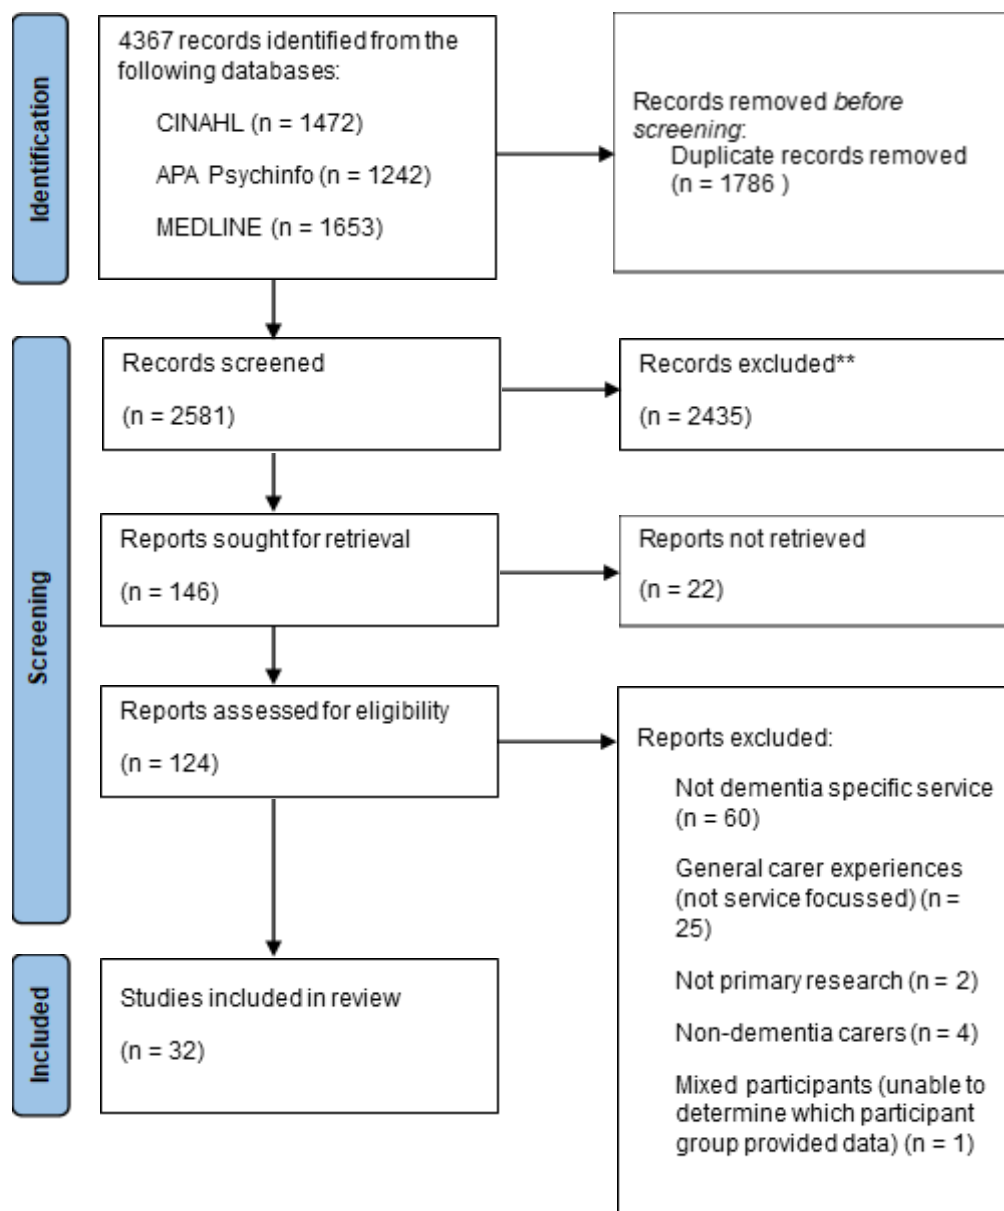 Identification
4367 records identified from the
following databases:
CINAHL (n = 1472)
APA Psychinfo (n = 1242)
MEDLINE (n = 1653)
Records removed before
screening:
Duplicate records removed
(n = 1786 )
Screening
Records screened
(n = 2581)
Records excluded**
(n = 2435)
Reports sought for retrieval
(n = 146)
Reports not retrieved
(n = 22)
Reports assessed for eligibility
(n = 124)
Reports excluded:
Not dementia specific service
(n = 60)
General carer experiences
(not service focussed) (n =
25)
Not primary research (n = 2)
Non-dementia carers (n = 4)
Mixed participants (unable to
determine which participant
group provided data) (n = 1)
Included
Studies included in review
(n = 32)